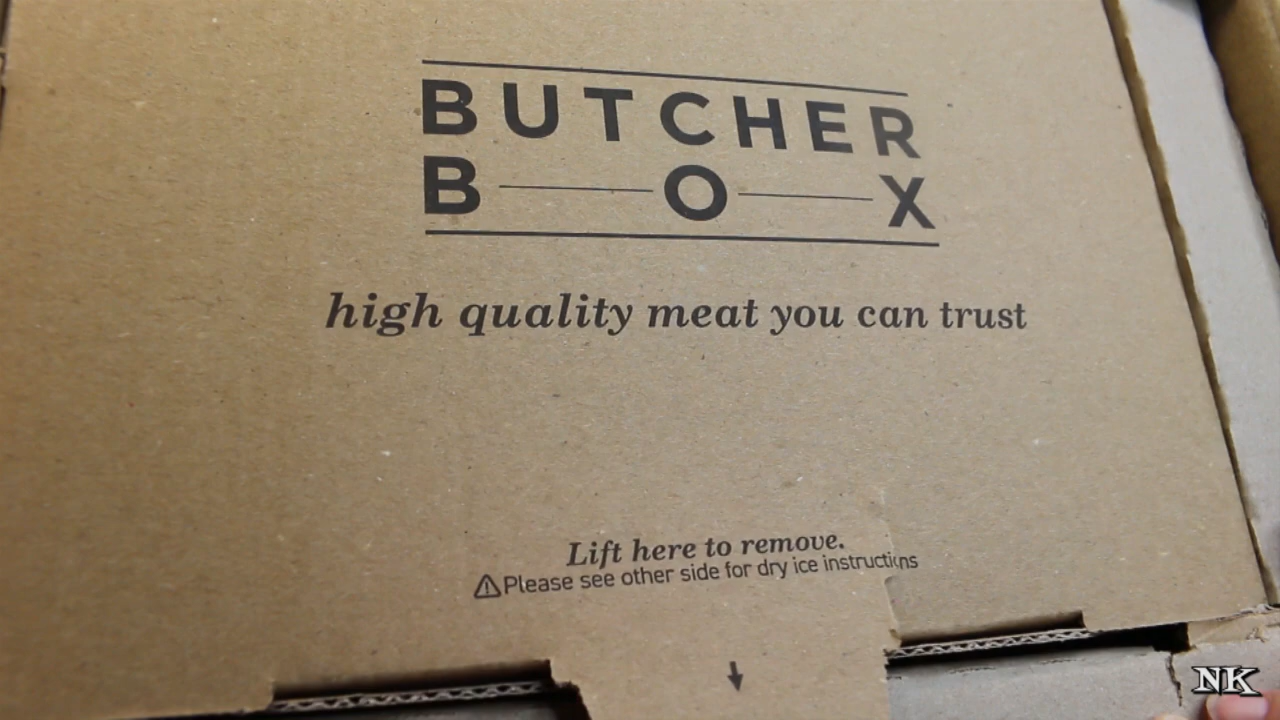 BUTCHER
BOX
high quality meat you can trust
Lift here to remove.
Please see other side for dry ice instructions
NK